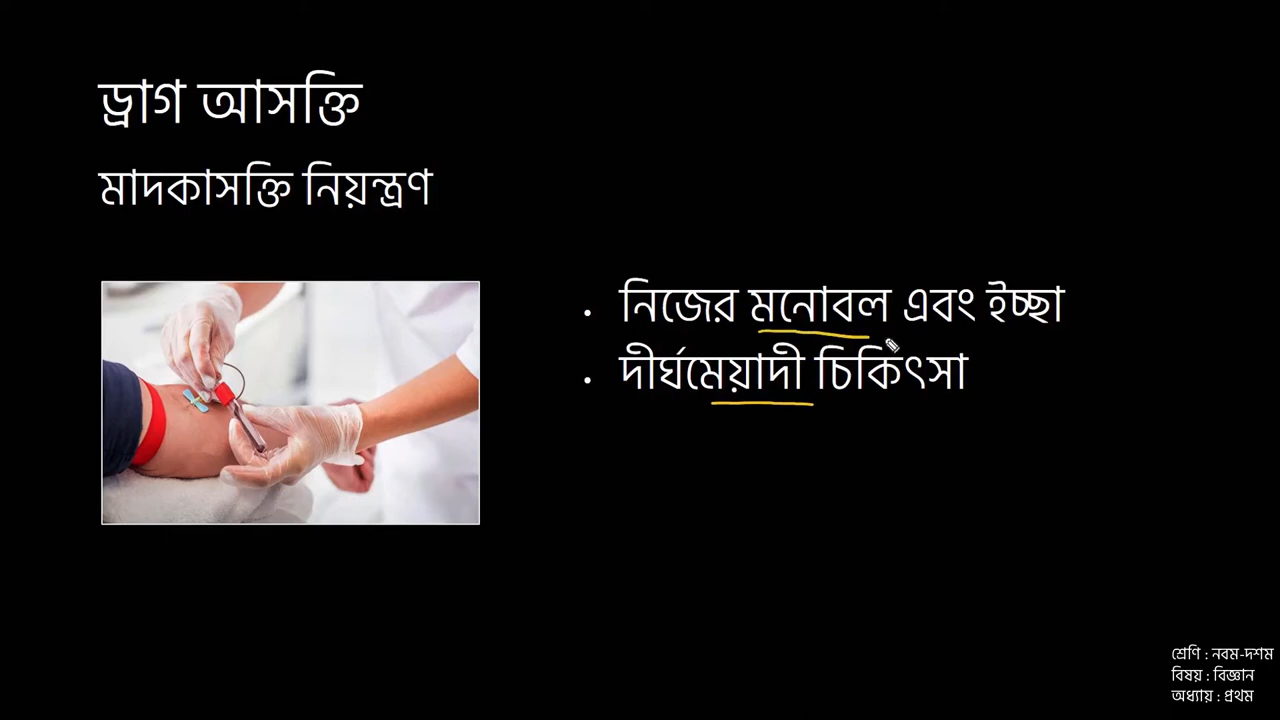 ড্রাগ আসক্তি
মাদকাসক্তি নিয়ন্ত্রণ
• নিজের মনোবল এবং ইচ্ছা
• দীর্ঘমেয়াদী চিকিৎসা
শ্রেণি : নবম-দশম
বিষয় : বিজ্ঞান
অধ্যায় : প্রথম